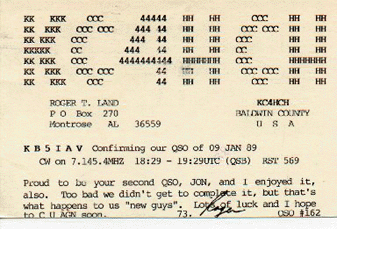 KK   KKK     CCC        44444   HH   HH     CCC   HH   HH
KK  KKK   CCC  CCC    444 44   HH   HH   CCC  CCC   HH   HH
KK KKK   CCC        444  44   HH   HH   CCC        HH   HH
KKKKK   CC        44   44   HHHHHHH   CC        HHHHHHH
KK KKK   CCC     44444444444  HHHHHHH   CCC       HHHHHHH
KK  KKK   CCC  CCC       44   HH   HH   CCC  CCC   HH   HH
KK   KKK     CCC         44   HH   HH     CCC     HH   HH
ROGER T. LAND KC4HCH
P O Box 270 BALDWIN COUNTY
Montrose AL 36559 U S A
KB5IAV Confirming our QSO of 09 JAN 89
CW on 7.145.4MHZ 18:29 - 19:29UTC (QSB) RST 569
Proud to be your second QSO, JON, and I enjoyed it,
also. Too bad we didn't get to complete it, but that's
what happens to us "new guys". Lots of luck and I hope
to C U AGN soon. 73, Roger QSO #162